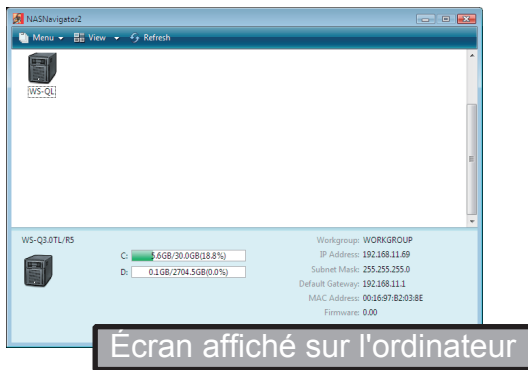 NASNavigator2
Menu View Refresh
WS-QL
WS-Q3.0TL/R5
C: 5.6GB/30.0GB(18.8%)
D: 0.1GB/2704.5GB(0.0%)
Workgroup: WORKGROUP
IP Address: 192.168.11.69
Subnet Mask: 255.255.255.0
Default Gateway: 192.168.11.1
MAC Address: 00:16:97:B2:03:8E
Firmware: 0.00
Écran affiché sur l'ordinateur